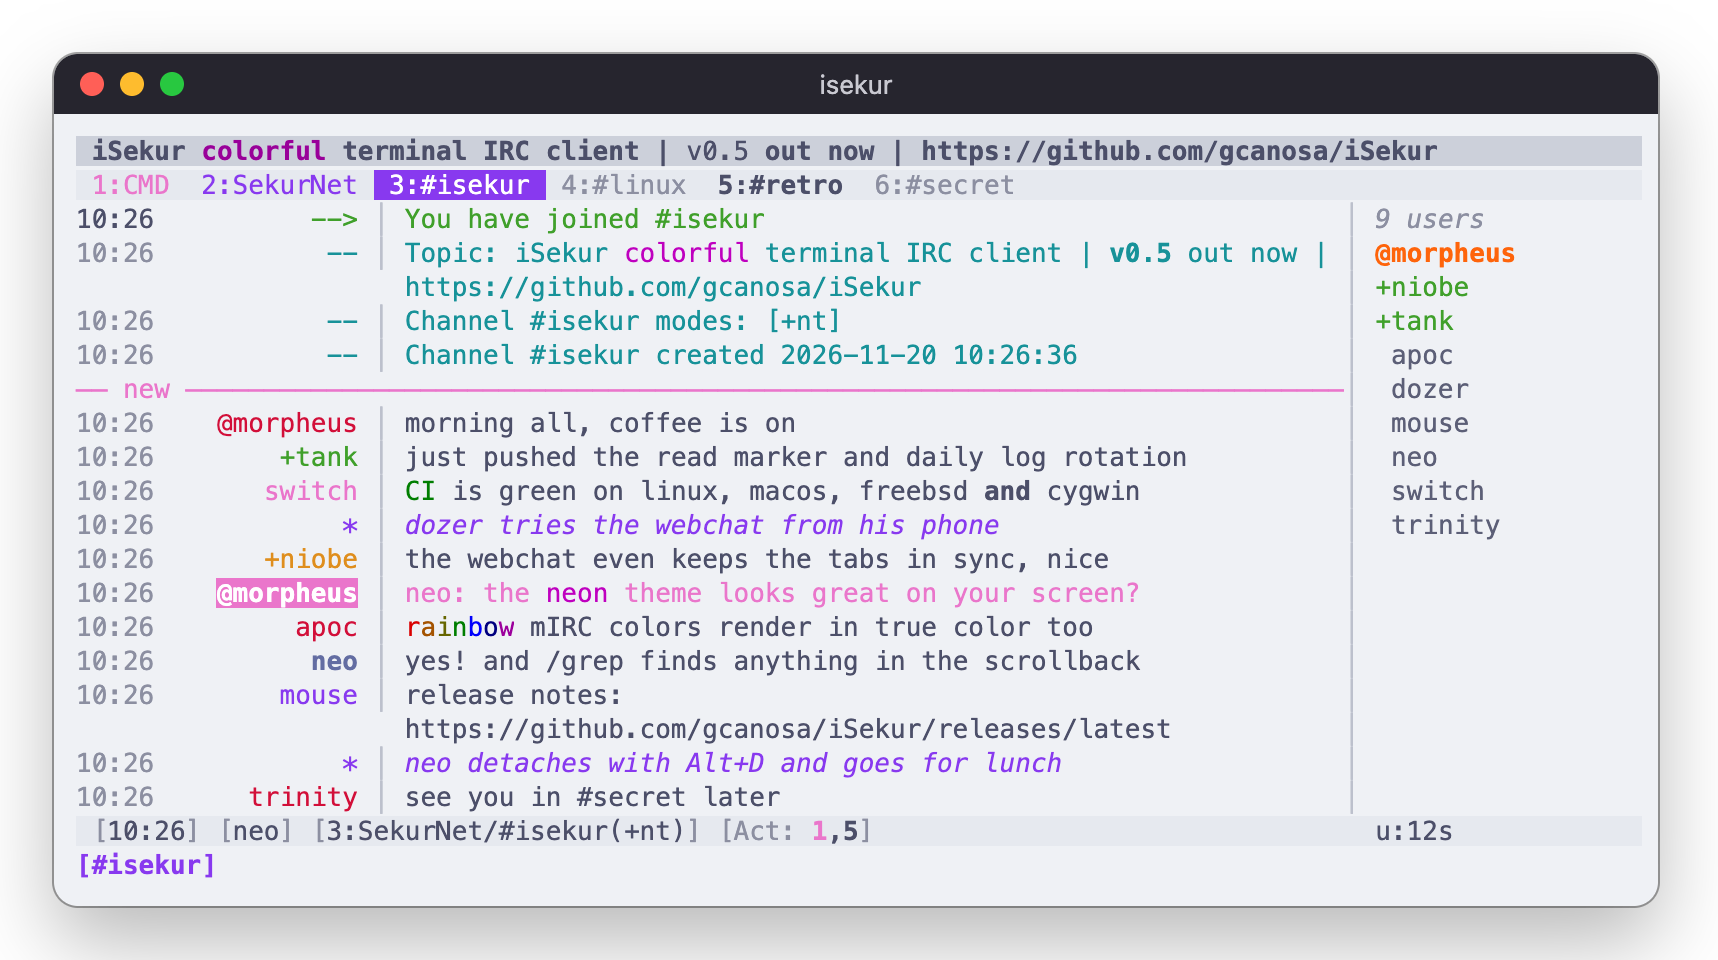 isekur
iSekur colorful terminal IRC client | v0.5 out now | https://github.com/gcanosa/iSekur
1:CMD 2:SekurNet 3:#isekur 4:#linux 5:#retro 6:#secret
10:26 --> │ You have joined #isekur
10:26 -- │ Topic: iSekur colorful terminal IRC client | v0.5 out now |
https://github.com/gcanosa/iSekur
10:26 -- │ Channel #isekur modes: [+nt]
10:26 -- │ Channel #isekur created 2026-11-20 10:26:36
── new ──
10:26 @morpheus │ morning all, coffee is on
10:26 +tank │ just pushed the read marker and daily log rotation
10:26 switch │ CI is green on linux, macos, freebsd and cygwin
10:26 * │ dozer tries the webchat from his phone
10:26 +niobe │ the webchat even keeps the tabs in sync, nice
10:26 @morpheus │ neo: the neon theme looks great on your screen?
10:26 apoc │ rainbow mIRC colors render in true color too
10:26 neo │ yes! and /grep finds anything in the scrollback
10:26 mouse │ release notes:
https://github.com/gcanosa/iSekur/releases/latest
10:26 * │ neo detaches with Alt+D and goes for lunch
10:26 trinity │ see you in #secret later
9 users
@morpheus
+niobe
+tank
apoc
dozer
mouse
neo
switch
trinity
[10:26] [neo] [3:SekurNet/#isekur(+nt)] [Act: 1,5] u:12s
[#isekur]